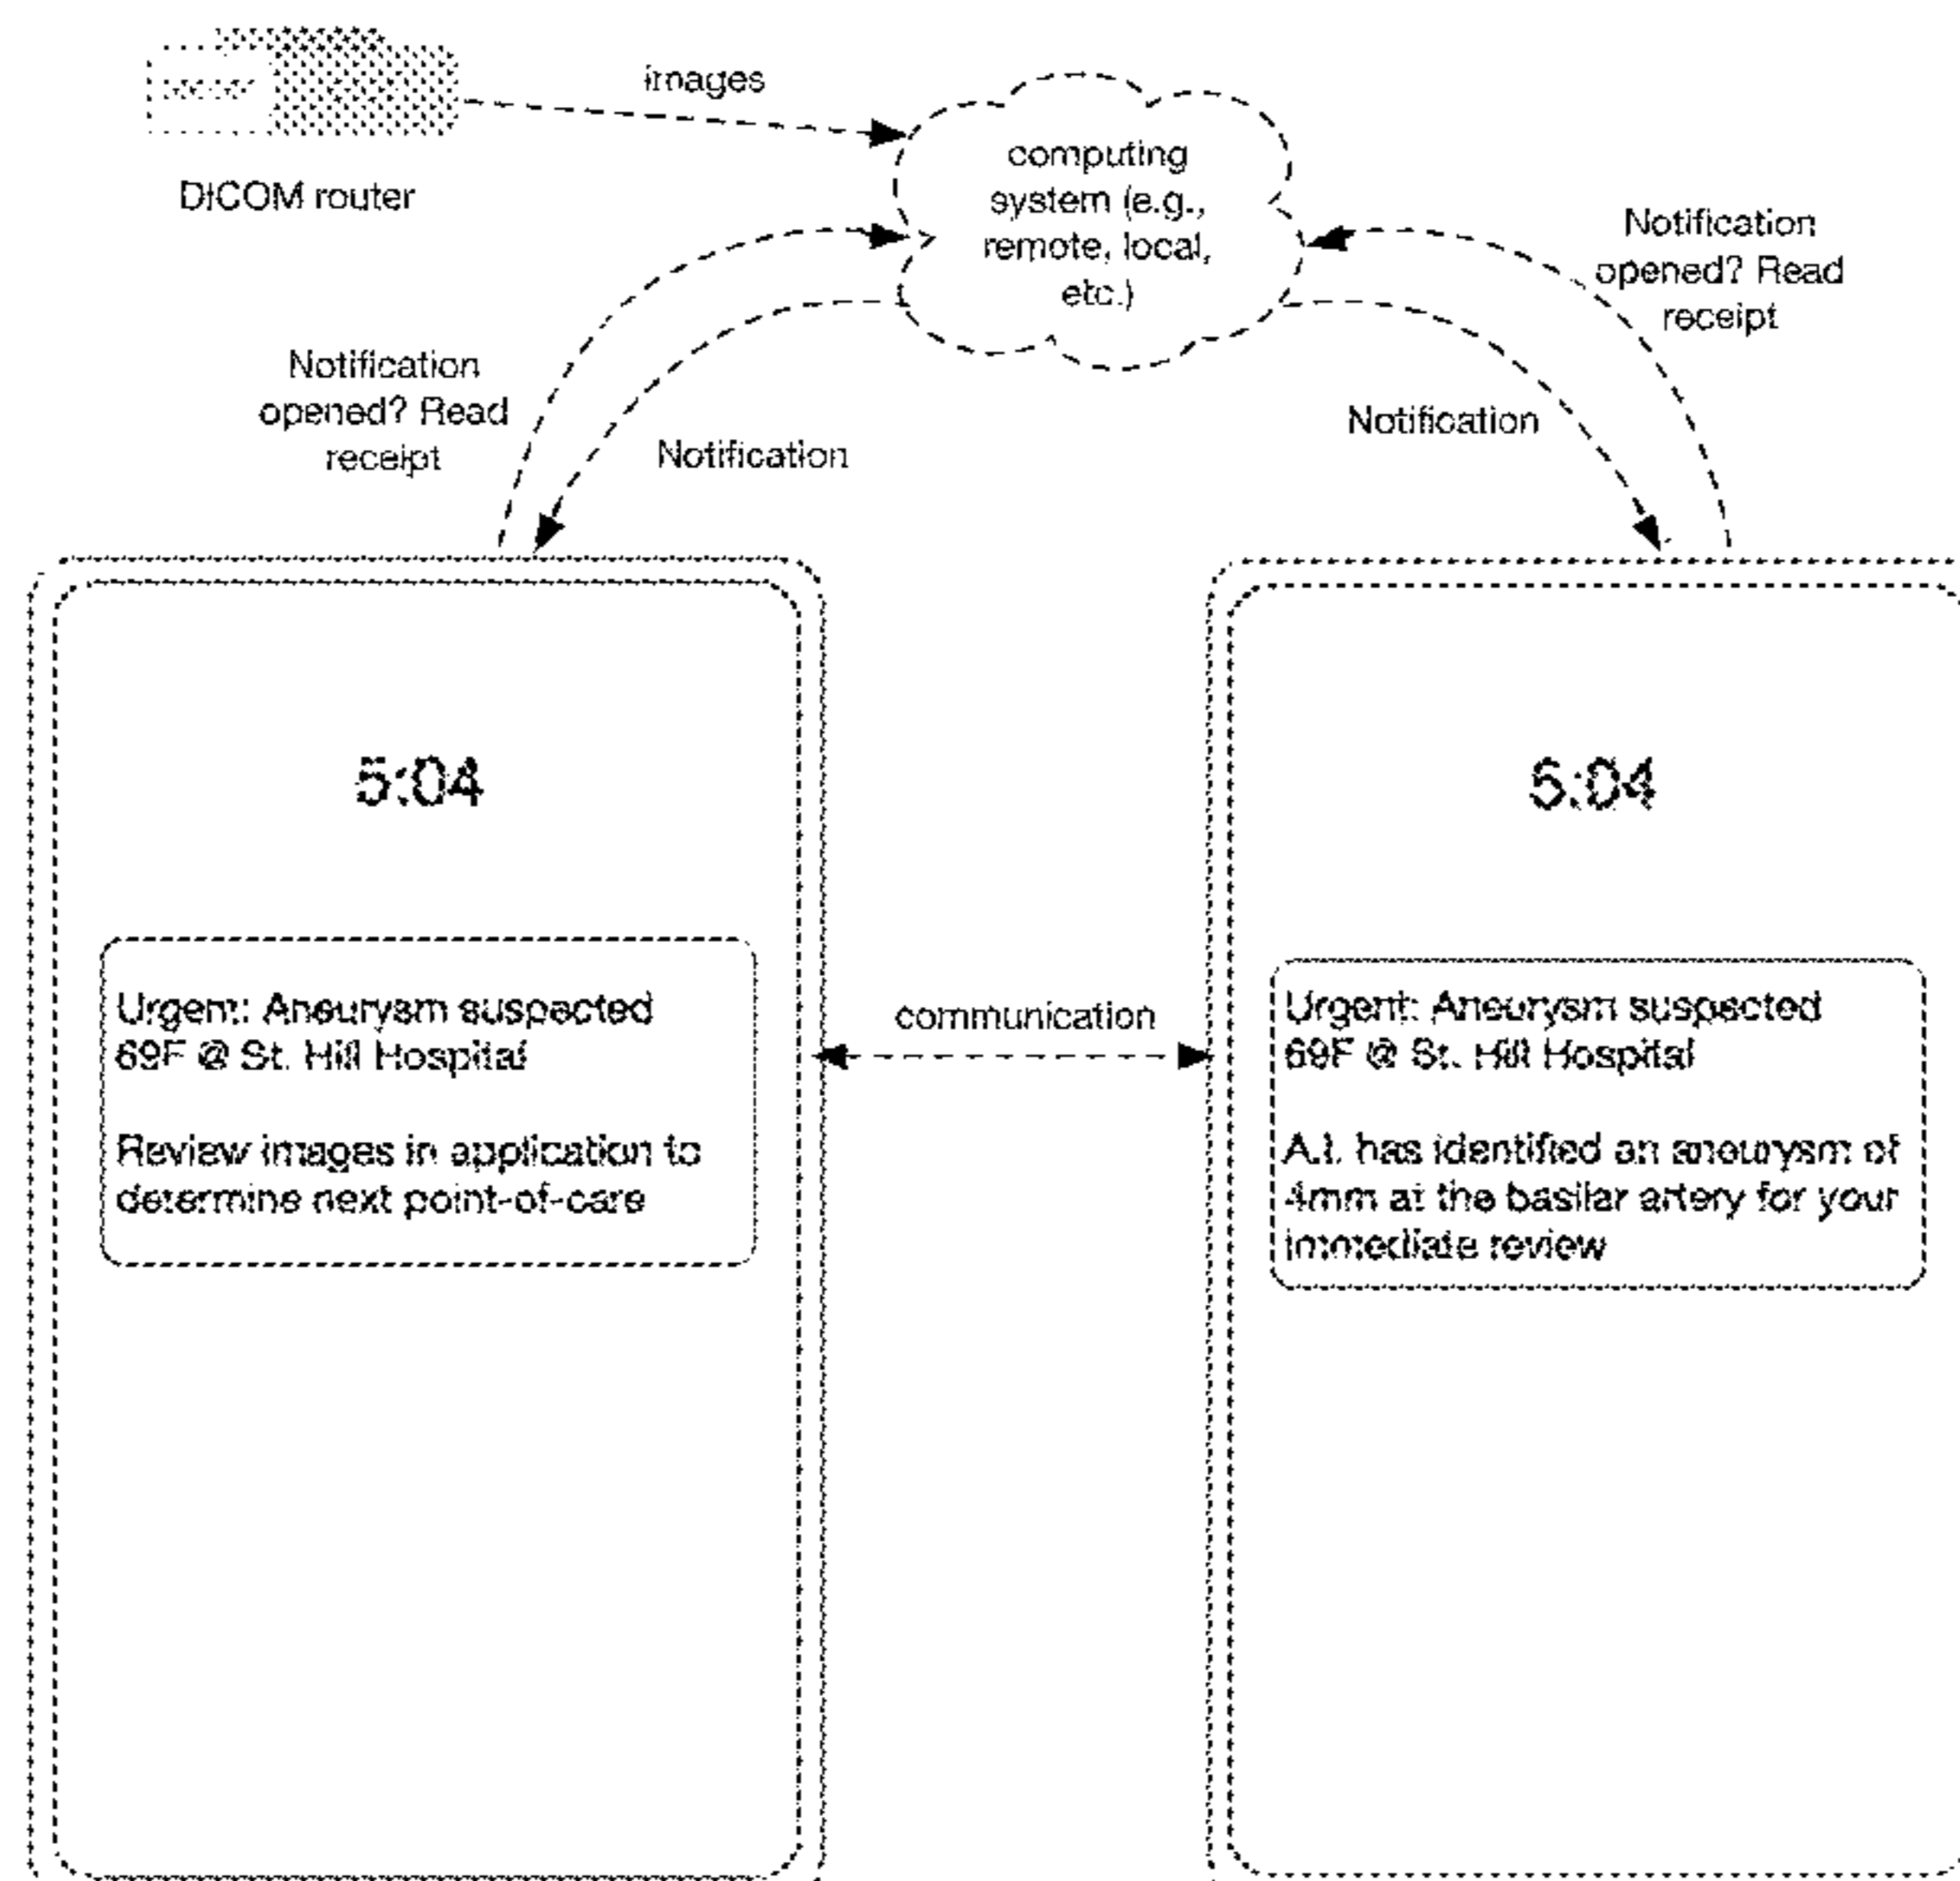 images
DICOM router
computing
system (e.g.,
remote, local,
etc.)
Notification
opened? Read
receipt
Notification
Notification
opened? Read
receipt
Notification
5:04
Urgent: Aneurysm suspected
69F @ St. Hill Hospital
Review images in application to
determine next point-of-care
communication
Urgent: Aneurysm suspected
69F @ St. Hill Hospital
A.I. has identified an aneurysm of
4mm at the basilar artery for your
immediate review